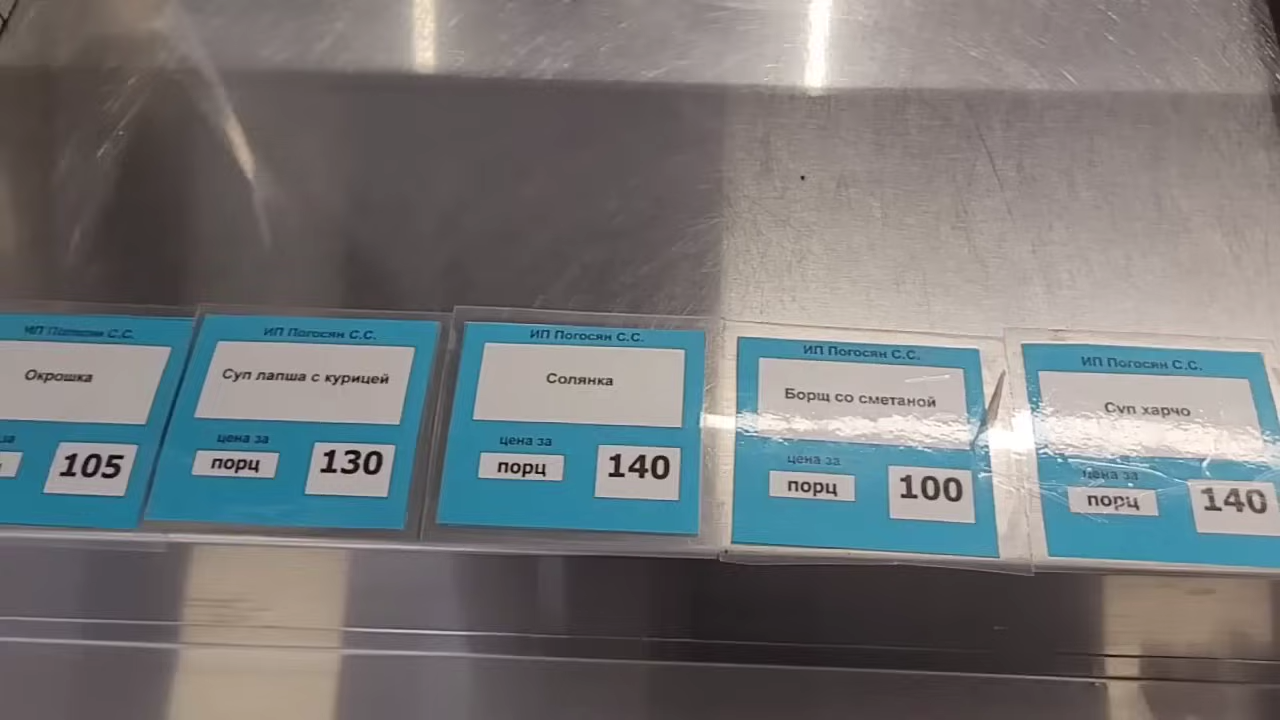 ИП Погосян С.С.
Окрошка
за
105
ИП Погосян С.С.
Суп лапша с курицей
цена за
порц
130
ИП Погосян С.С.
Солянка
цена за
порц
140
ИП Погосян С.С.
Борщ со сметаной
цена за
порц
100
ИП Погосян С.С.
Суп харчо
цена за
порц
140